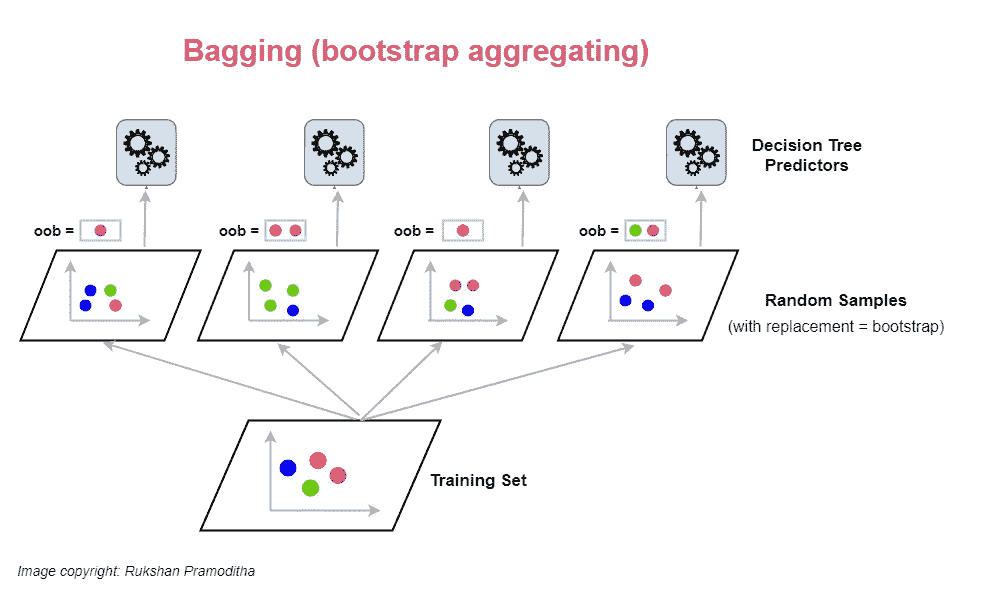 Bagging (bootstrap aggregating)
Decision Tree
Predictors
oob =
oob =
oob =
oob =
Random Samples
(with replacement = bootstrap)
Training Set
Image copyright: Rukshan Pramoditha